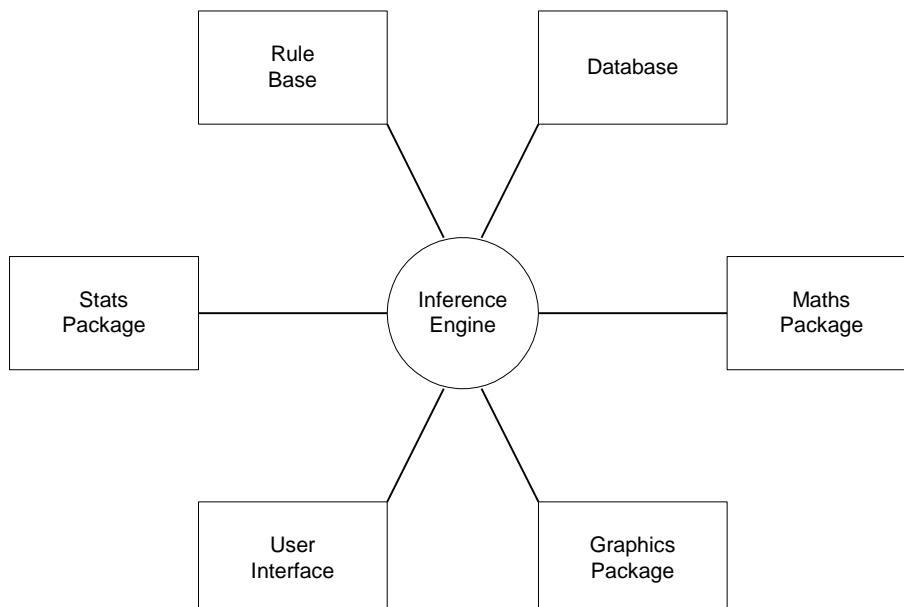 Rule
Base
Database
Stats
Package
Inference
Engine
Maths
Package
User
Interface
Graphics
Package